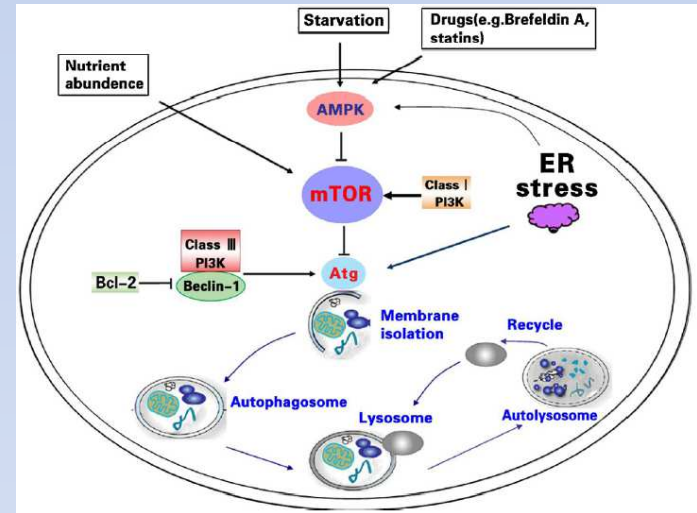 Starvation
Drugs(e.g.Brefeldin A,
statins)
Nutrient
abundence
AMPK
ER
stress
mTOR
Class I
PI3K
Class III
PI3K
Bcl-2
Beclin-1
Atg
Membrane
isolation
Recycle
Autophagosome
Lysosome
Autolysosome